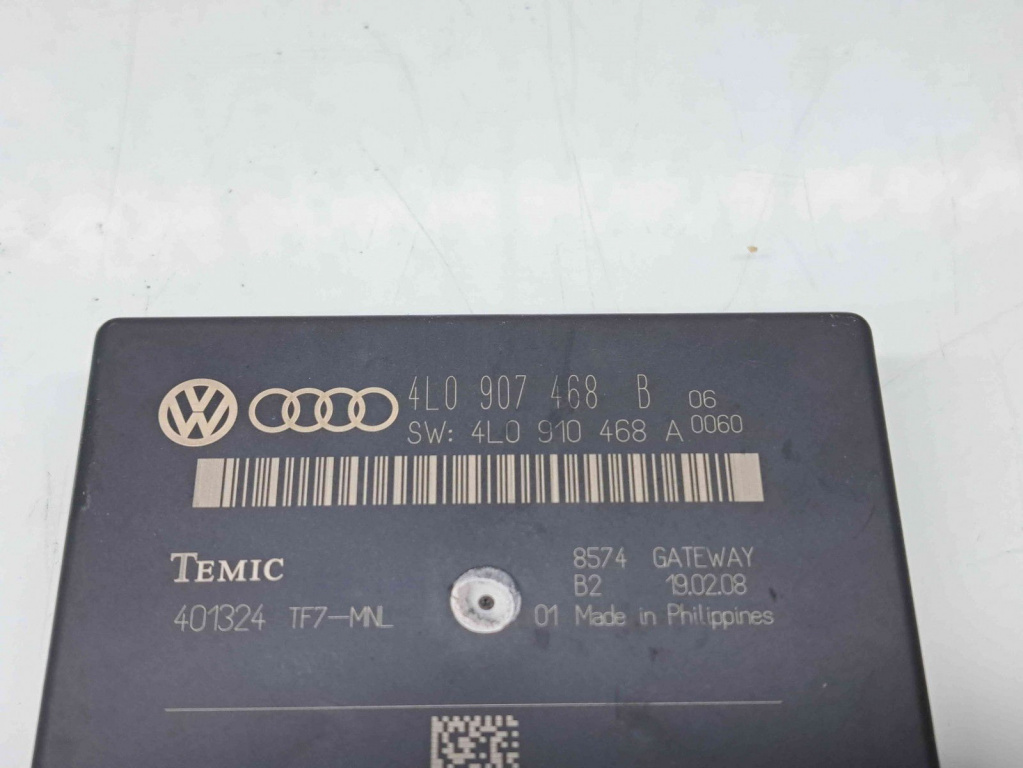 4L0 907 468 B 06
SW: 4L0 910 468 A 0060
TEMIC 8574 GATEWAY
B2 19.02.08
401324 TF7-MNL 01 Made in Philippines